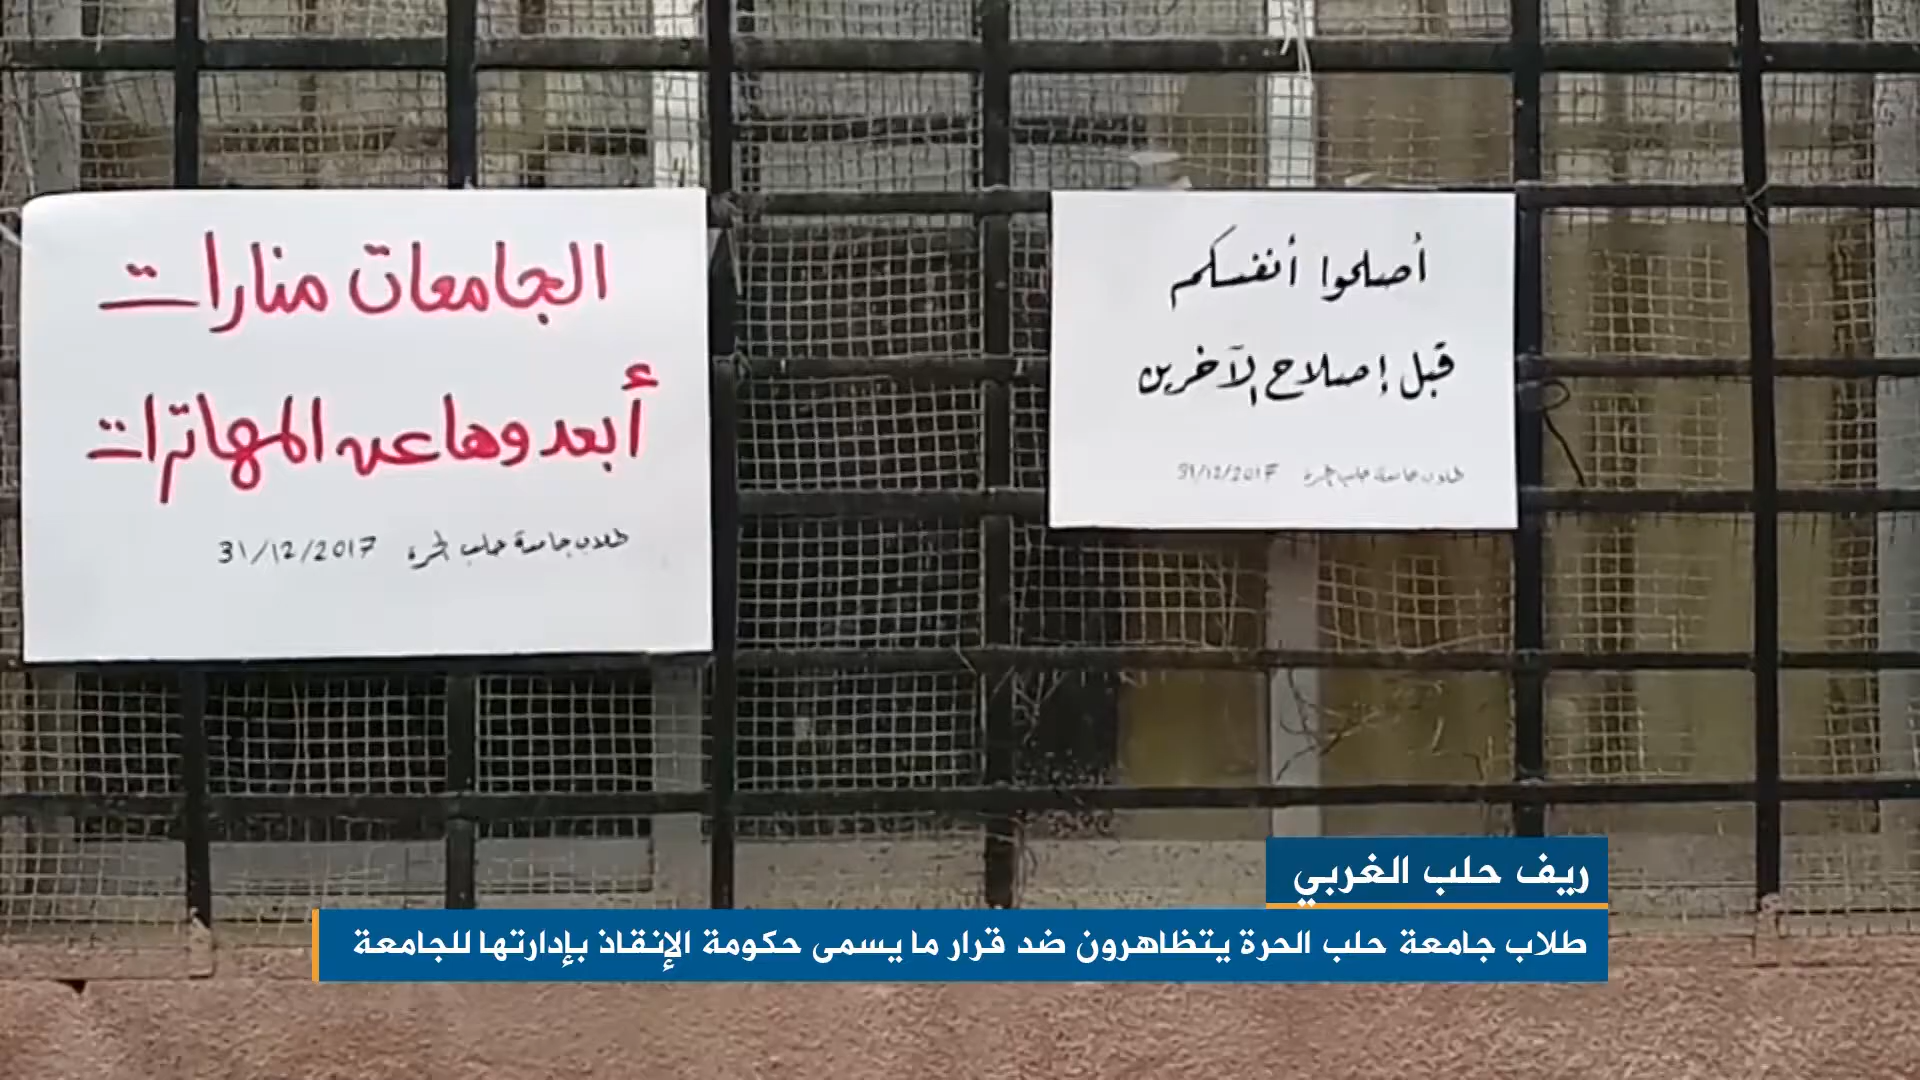 أصلحوا أنفسكم
قبل إصلاح الآخرين
طلاب جامعة حلب الحرة 31/12/2017
الجامعات منارات
أبعدوها عن المهاترات
طلاب جامعة حلب الحرة 31/12/2017
ريف حلب الغربي
طلاب جامعة حلب الحرة يتظاهرون ضد قرار ما يسمى حكومة الإنقاذ بإدارتها للجامعة